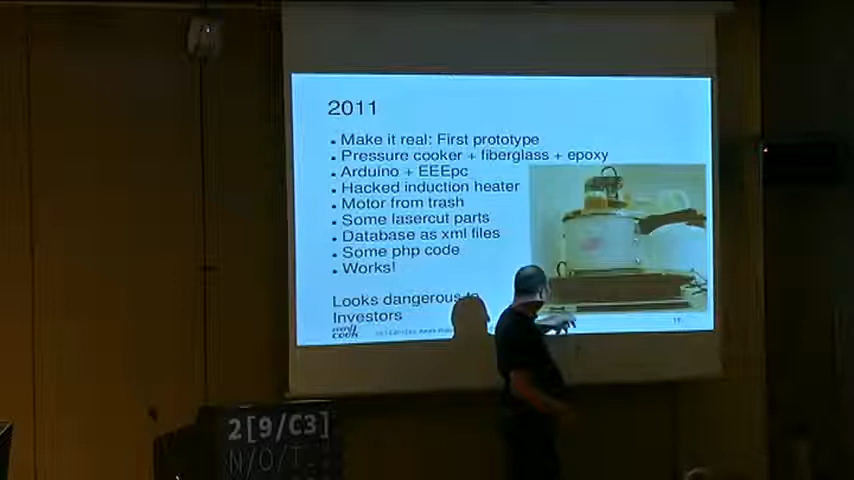 2011
Make it real: First prototype
Pressure cooker + fiberglass + epoxy
Arduino + EEEpc
Hacked induction heater
Motor from trash
Some lasercut parts
Database as xml files
Some php code
Works!
Looks dangerous to
Investors
COOK
2[9/C3]
N/O/T